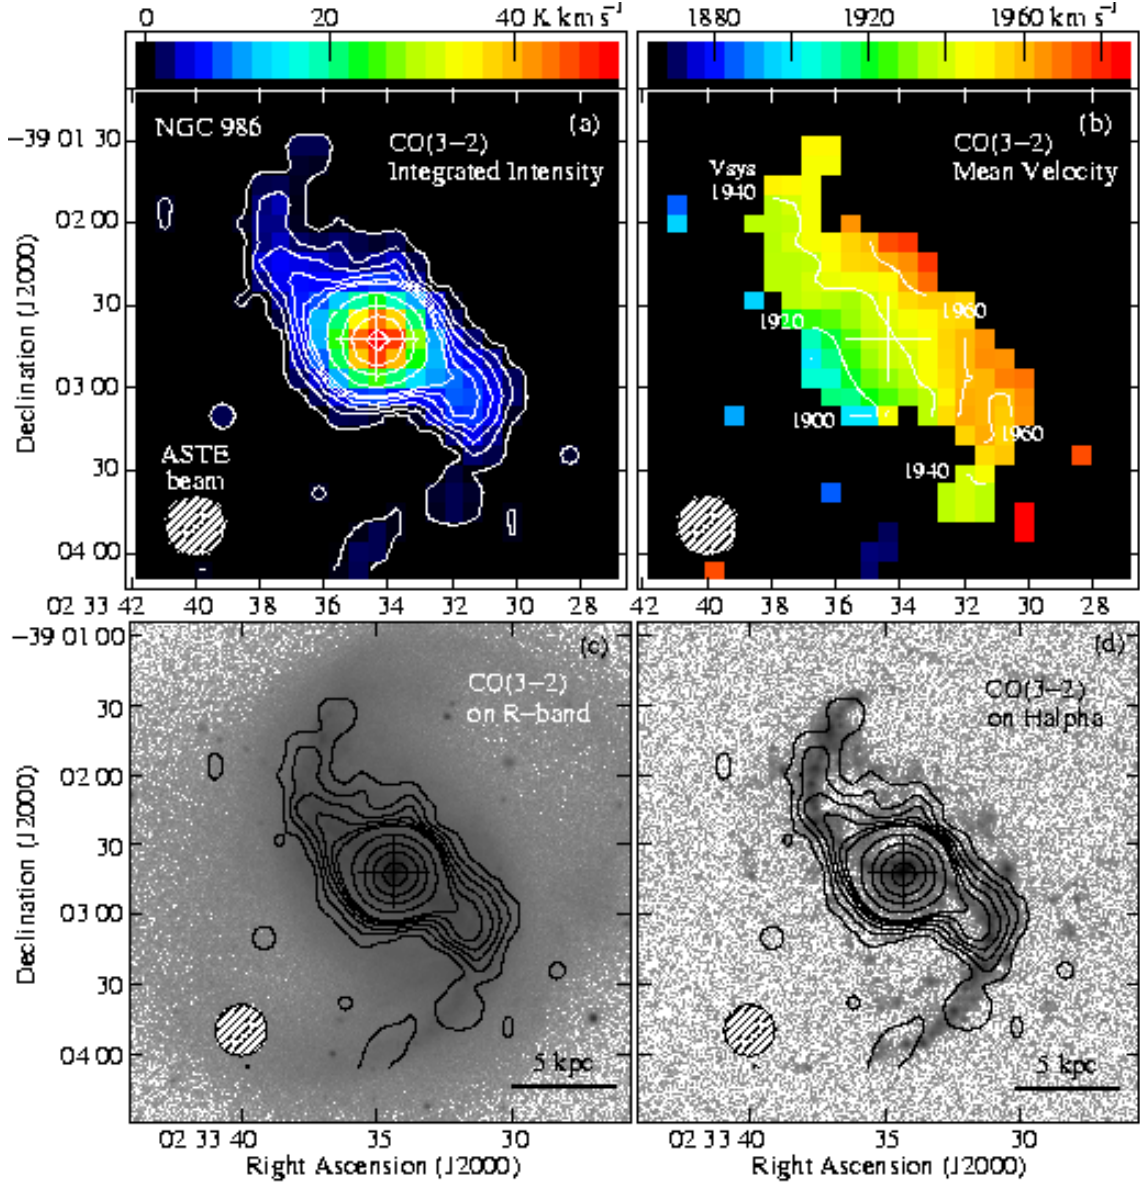 0 20 40 K km s⁻¹
1880 1920 1960 km s⁻¹
NGC 986
(a)
CO(3−2)
Integrated Intensity
ASTE
beam
−39 01 30
02 00
30
03 00
30
04 00
Declination (J2000)
02 33 42 40 38 36 34 32 30 28
(b)
CO(3−2)
Mean Velocity
Vsys
1940
1960
1920
1900
1960
1940
42 40 38 36 34 32 30 28
−39 01 00
30
02 00
30
03 00
30
04 00
Declination (J2000)
(c)
CO(3−2)
on R−band
5 kpc
02 33 40 35 30
Right Ascension (J2000)
(d)
CO(3−2)
on Halpha
5 kpc
02 33 40 35 30
Right Ascension (J2000)